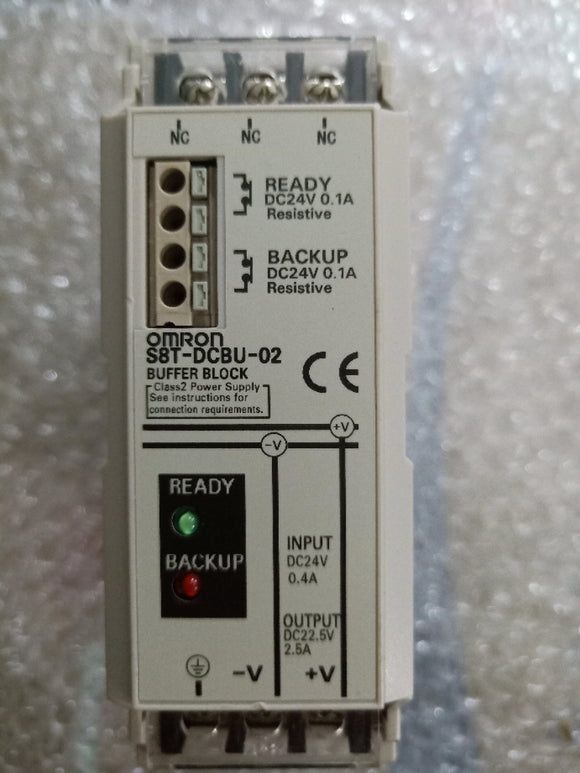 NC NC NC
READY
DC24V 0.1A
Resistive
BACKUP
DC24V 0.1A
Resistive
OMRON
S8T-DCBU-02
BUFFER BLOCK
Class2 Power Supply
See instructions for
connection requirements.
CE
+V
-V
READY
BACKUP
INPUT
DC24V
0.4A
OUTPUT
DC22.5V
2.5A
-V +V